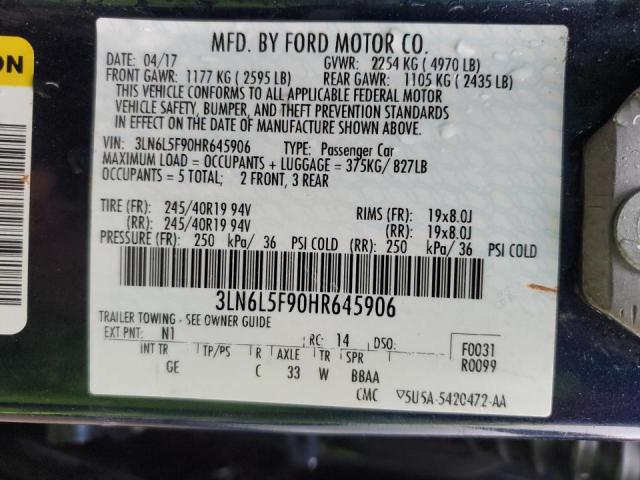 ON
MFD. BY FORD MOTOR CO.
DATE: 04/17 GVWR: 2254 KG ( 4970 LB)
FRONT GAWR: 1177 KG ( 2595 LB) REAR GAWR: 1105 KG ( 2435 LB)
THIS VEHICLE CONFORMS TO ALL APPLICABLE FEDERAL MOTOR
VEHICLE SAFETY, BUMPER, AND THEFT PREVENTION STANDARDS
IN EFFECT ON THE DATE OF MANUFACTURE SHOWN ABOVE.
VIN: 3LN6L5F90HR645906 TYPE: Passenger Car
MAXIMUM LOAD = OCCUPANTS + LUGGAGE = 375KG/ 827LB
OCCUPANTS = 5 TOTAL; 2 FRONT, 3 REAR
TIRE (FR): 245/40R19 94V RIMS (FR): 19x8.0J
(RR): 245/40R19 94V (RR): 19x8.0J
PRESSURE (FR): 250 kPa/ 36 PSI COLD (RR): 250 kPa/ 36 PSI COLD
3LN6L5F90HR645906
TRAILER TOWING - SEE OWNER GUIDE
EXT PNT: N1 RC: 14 DSO: F0031
INT TR TP/PS R AXLE TR SPR R0099
GE C 33 W BBAA
CMC ▽5U5A-5420472-AA